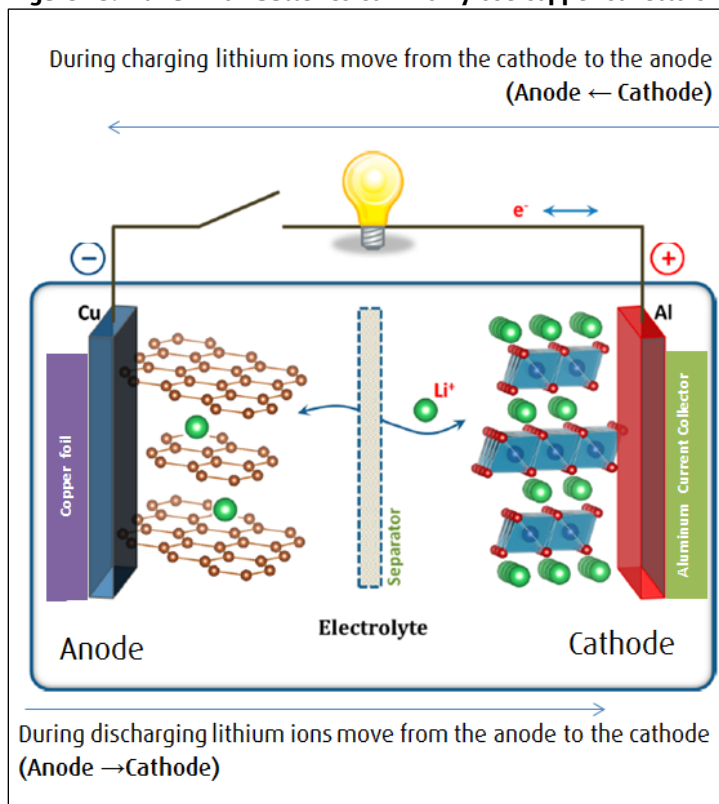 During charging lithium ions move from the cathode to the anode
(Anode ← Cathode)
e⁻
−
+
Cu
Al
Li⁺
Copper foil
Separator
Aluminum Current Collector
Electrolyte
Anode
Cathode
During discharging lithium ions move from the anode to the cathode
(Anode →Cathode)